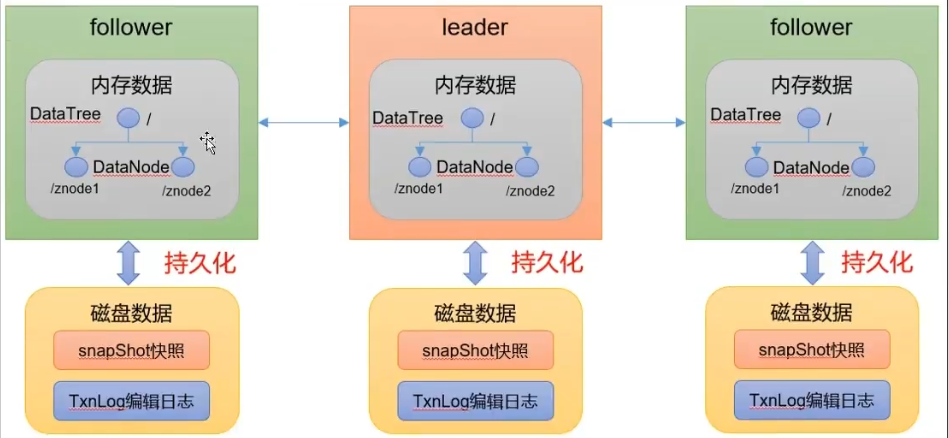 follower
内存数据
DataTree
/
DataNode
/znode1
/znode2
持久化
磁盘数据
snapShot快照
TxnLog编辑日志
leader
内存数据
DataTree
/
DataNode
/znode1
/znode2
持久化
磁盘数据
snapShot快照
TxnLog编辑日志
follower
内存数据
DataTree
/
DataNode
/znode1
/znode2
持久化
磁盘数据
snapShot快照
TxnLog编辑日志